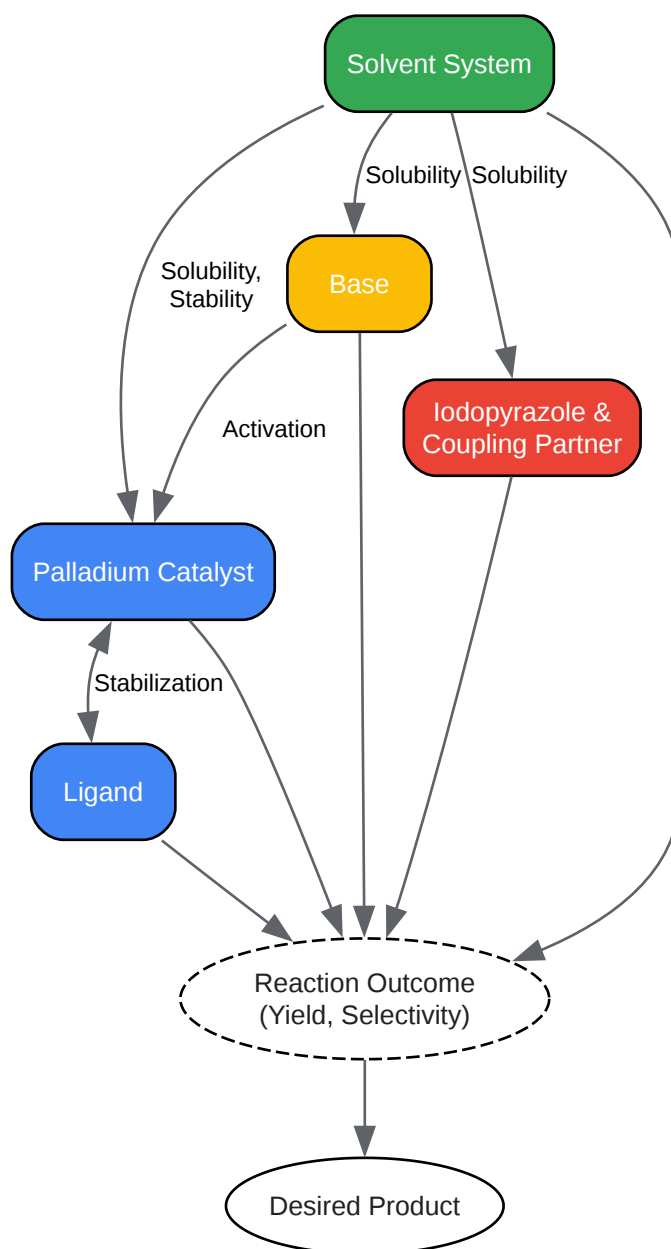 Solvent System
Solubility
Solubility
Solubility,
Stability
Base
Iodopyrazole &
Coupling Partner
Activation
Palladium Catalyst
Stabilization
Ligand
Reaction Outcome
(Yield, Selectivity)
Desired Product